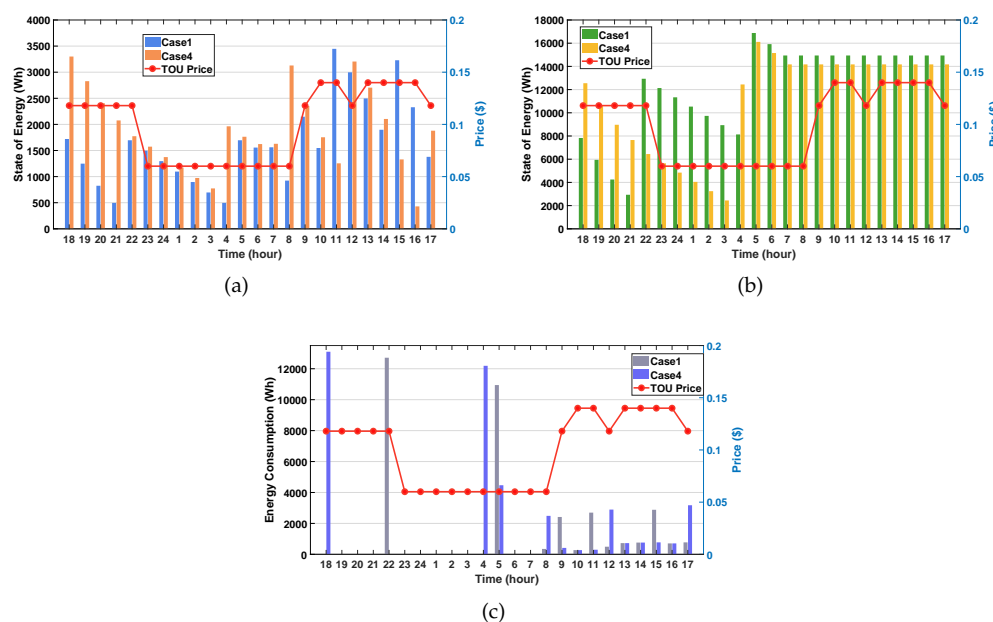 4000
3500
3000
2500
2000
1500
1000
500
0
State of Energy (Wh)
Case1
Case4
TOU Price
0.2
0.15
0.1
0.05
0
Price ($)
18 19 20 21 22 23 24 1 2 3 4 5 6 7 8 9 10 11 12 13 14 15 16 17
Time (hour)
(a)
18000
16000
14000
12000
10000
8000
6000
4000
2000
0
State of Energy (Wh)
Case1
Case4
TOU Price
0.2
0.15
0.1
0.05
0
Price ($)
18 19 20 21 22 23 24 1 2 3 4 5 6 7 8 9 10 11 12 13 14 15 16 17
Time (hour)
(b)
12000
10000
8000
6000
4000
2000
0
Energy Consumption (Wh)
Case1
Case4
TOU Price
0.2
0.15
0.1
0.05
0
Price ($)
18 19 20 21 22 23 24 1 2 3 4 5 6 7 8 9 10 11 12 13 14 15 16 17
Time (hour)
(c)